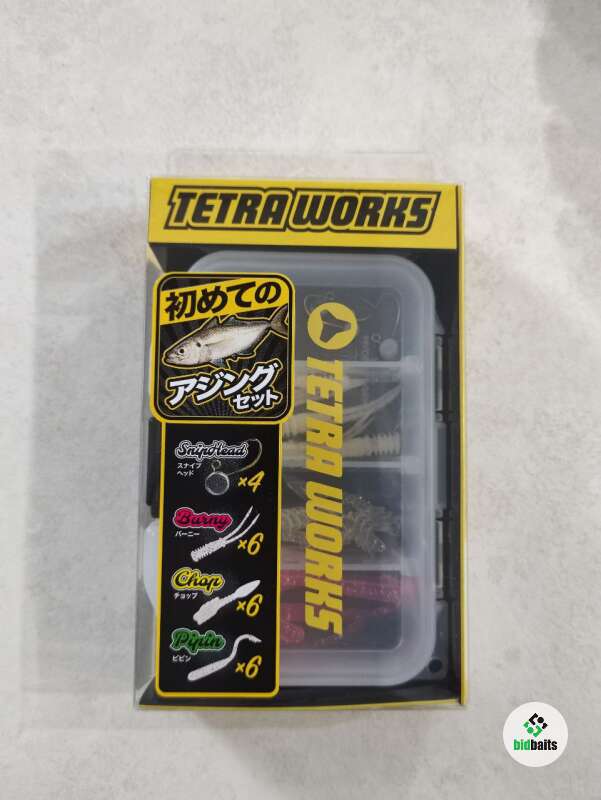 TETRA WORKS
初めての
アジング
セット
SnipHead
スナイプ
ヘッド
×4
Burny
バーニー
×6
Chop
チョップ
×6
Pipin
ピピン
×6
TETRA WORKS
bidbaits